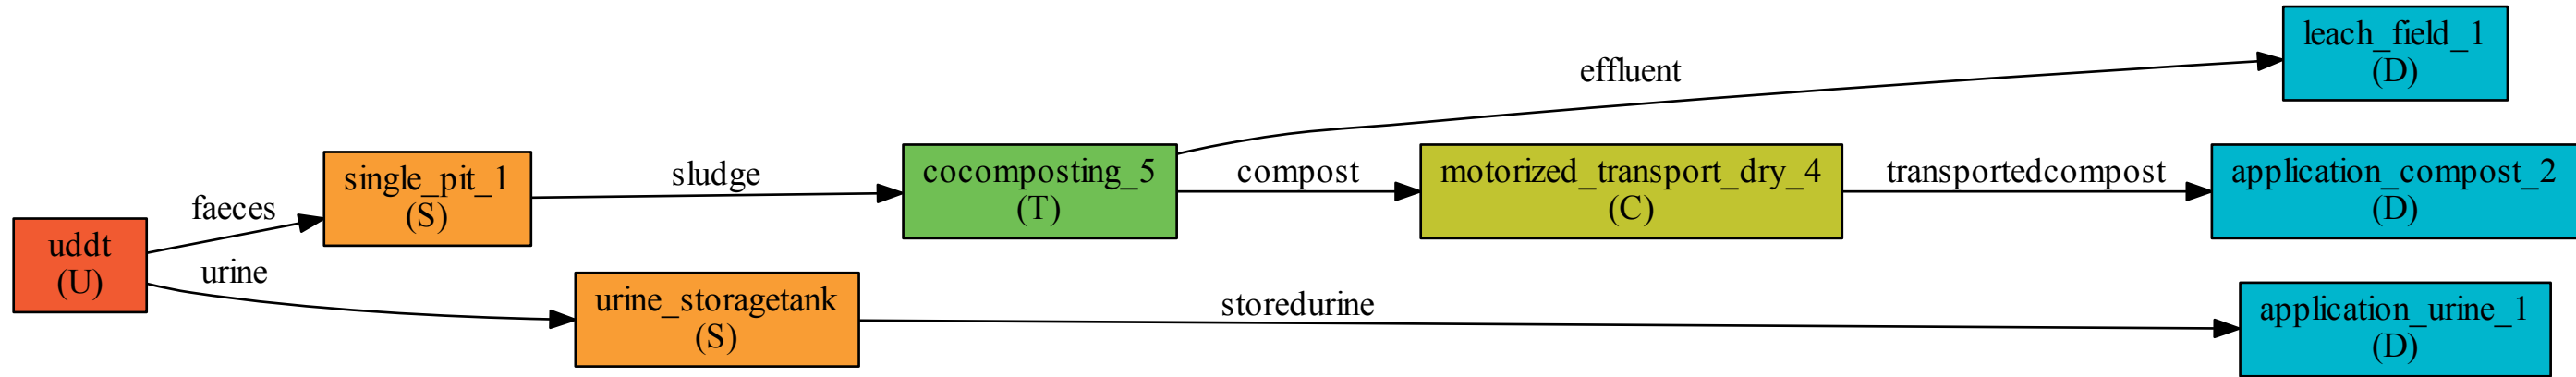 leach_field_1
(D)
effluent
single_pit_1
(S)
sludge
cocomposting_5
(T)
compost
motorized_transport_dry_4
(C)
transportedcompost
application_compost_2
(D)
faeces
uddt
(U)
urine
urine_storagetank
(S)
storedurine
application_urine_1
(D)